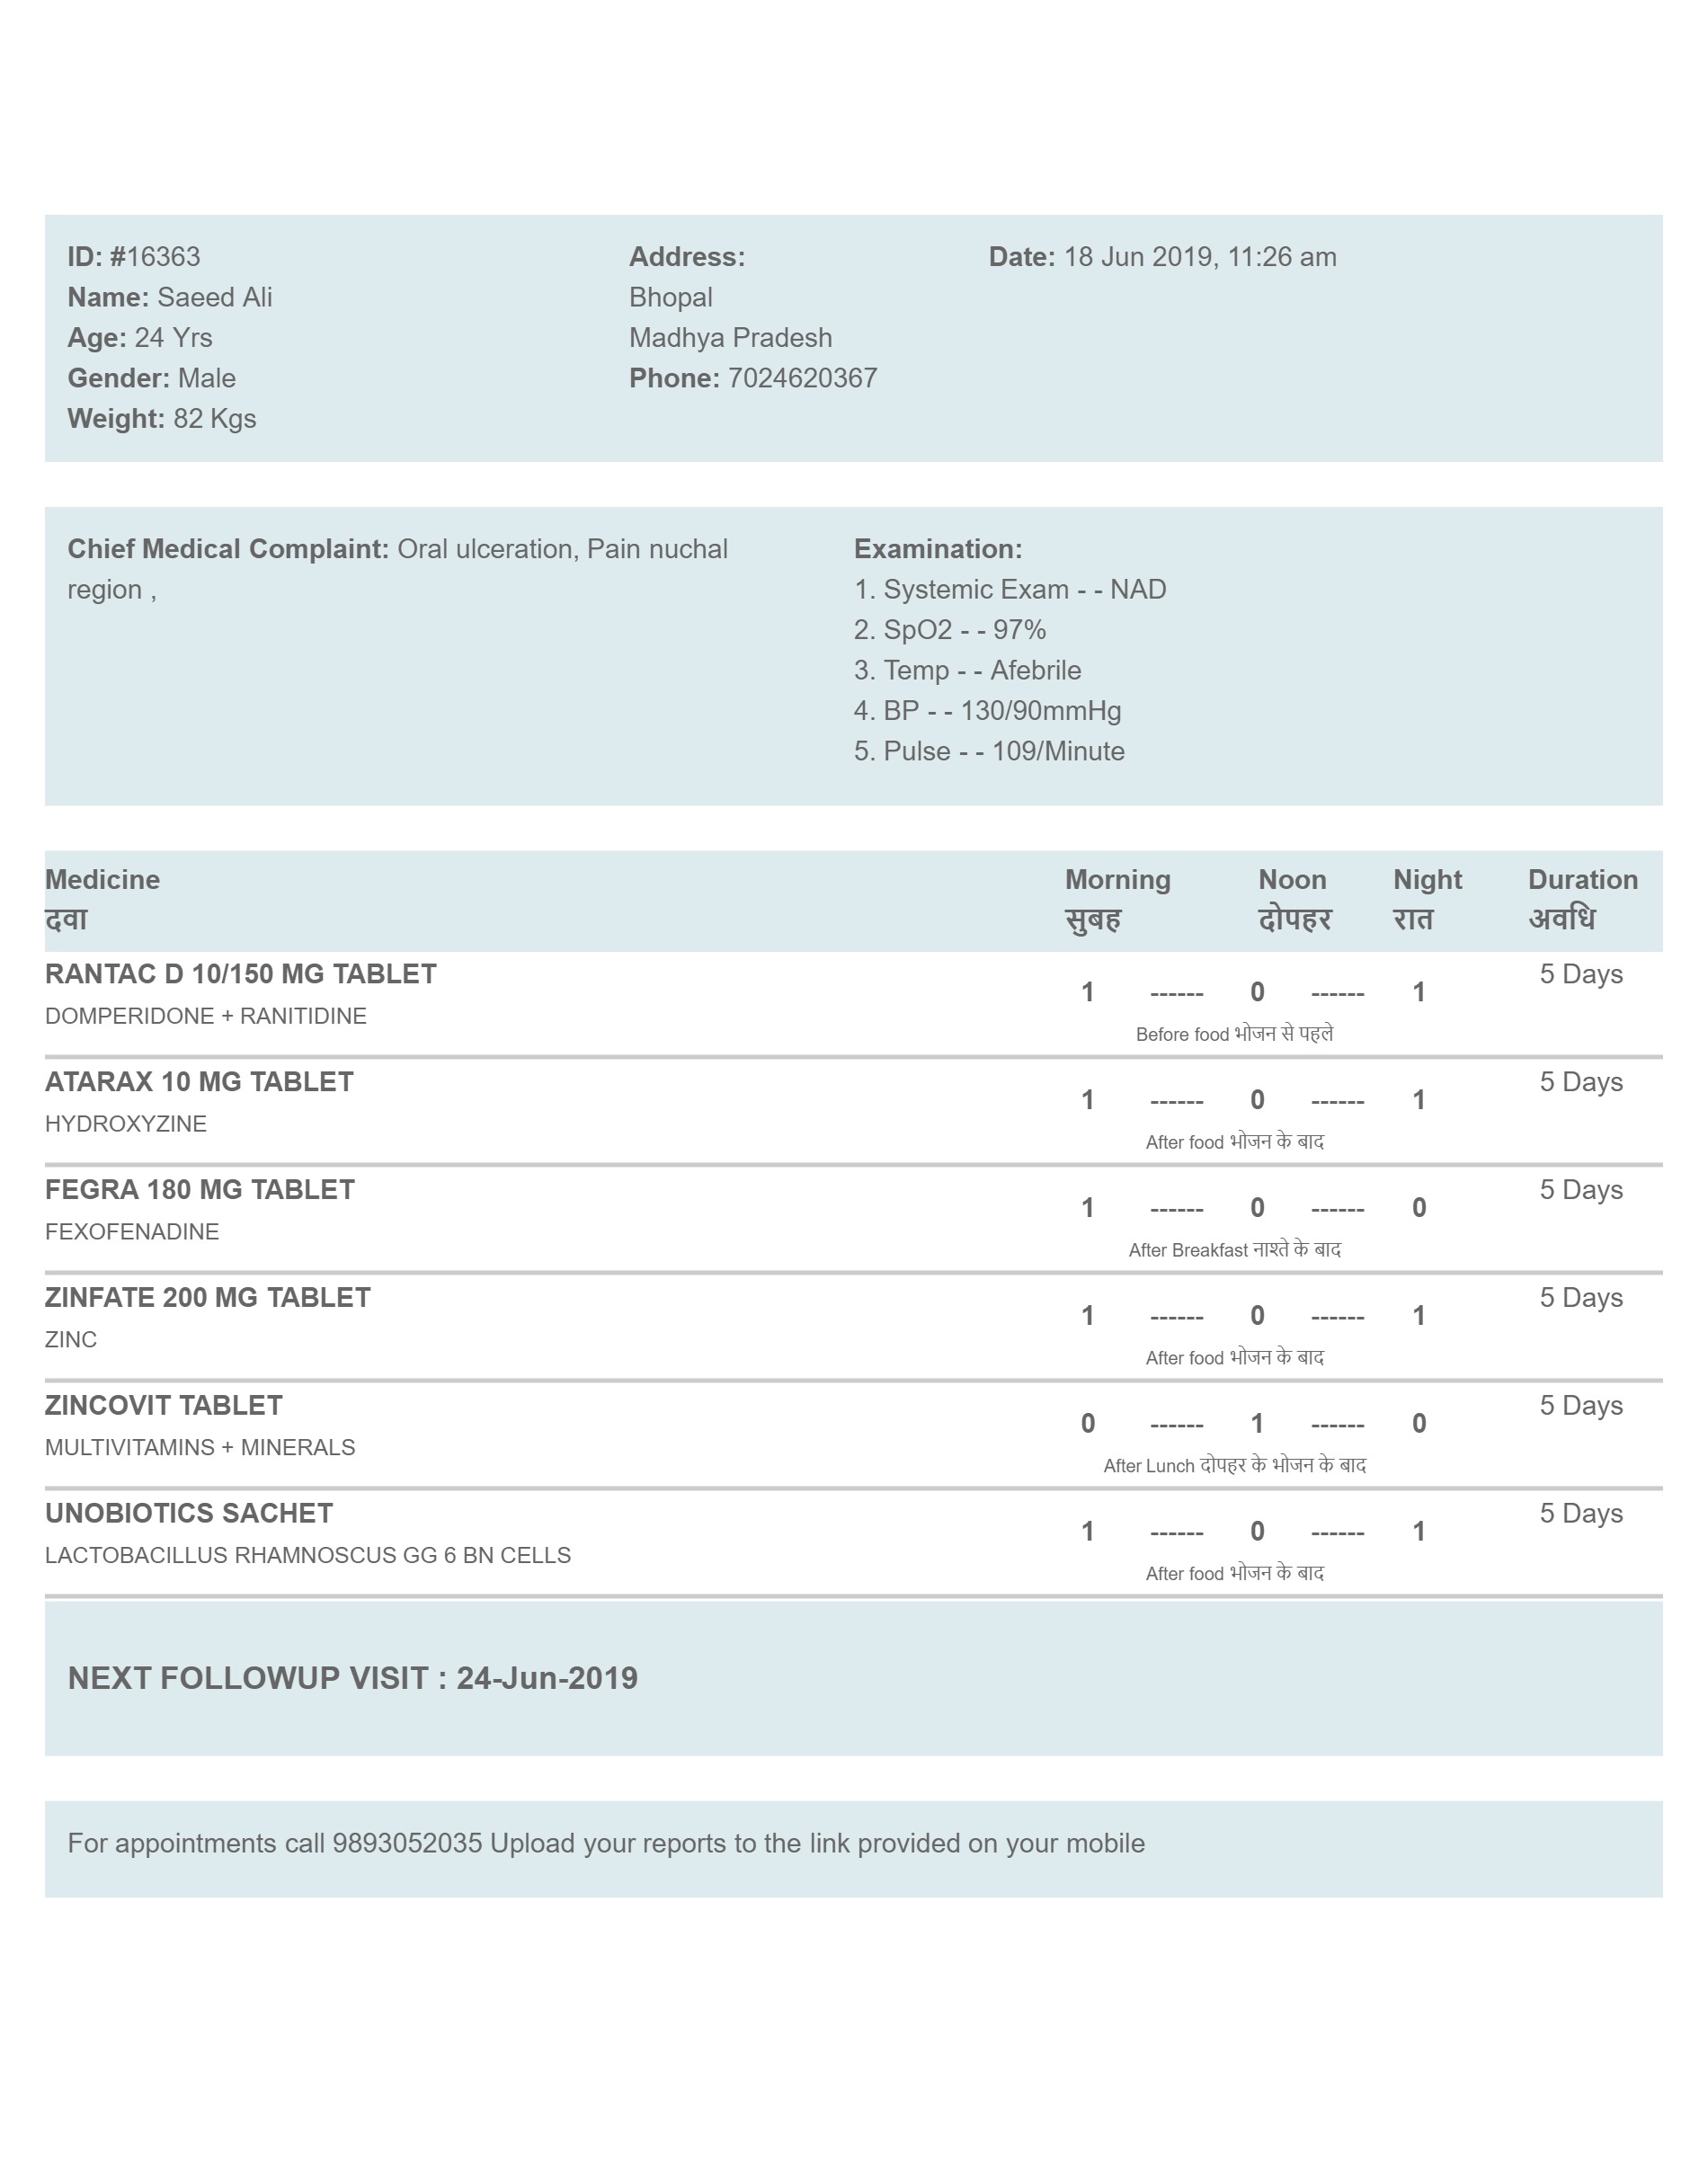 ID: #16363
Name: Saeed Ali
Age: 24 Yrs
Gender: Male
Weight: 82 Kgs
Address:
Bhopal
Madhya Pradesh
Phone: 7024620367
Date: 18 Jun 2019, 11:26 am
Chief Medical Complaint: Oral ulceration, Pain nuchal
region ,
Examination:
1. Systemic Exam - - NAD
2. SpO2 - - 97%
3. Temp - - Afebrile
4. BP - - 130/90mmHg
5. Pulse - - 109/Minute
Medicine Morning Noon Night Duration
दवा सुबह दोपहर रात अवधि
RANTAC D 10/150 MG TABLET 5 Days
1 ------ 0 ------ 1
DOMPERIDONE + RANITIDINE
Before food भोजन से पहले
ATARAX 10 MG TABLET 5 Days
1 ------ 0 ------ 1
HYDROXYZINE
After food भोजन के बाद
FEGRA 180 MG TABLET 5 Days
1 ------ 0 ------ 0
FEXOFENADINE
After Breakfast नाश्ते के बाद
ZINFATE 200 MG TABLET 5 Days
1 ------ 0 ------ 1
ZINC
After food भोजन के बाद
ZINCOVIT TABLET 5 Days
0 ------ 1 ------ 0
MULTIVITAMINS + MINERALS
After Lunch दोपहर के भोजन के बाद
UNOBIOTICS SACHET 5 Days
1 ------ 0 ------ 1
LACTOBACILLUS RHAMNOSCUS GG 6 BN CELLS
After food भोजन के बाद
NEXT FOLLOWUP VISIT : 24-Jun-2019
For appointments call 9893052035 Upload your reports to the link provided on your mobile